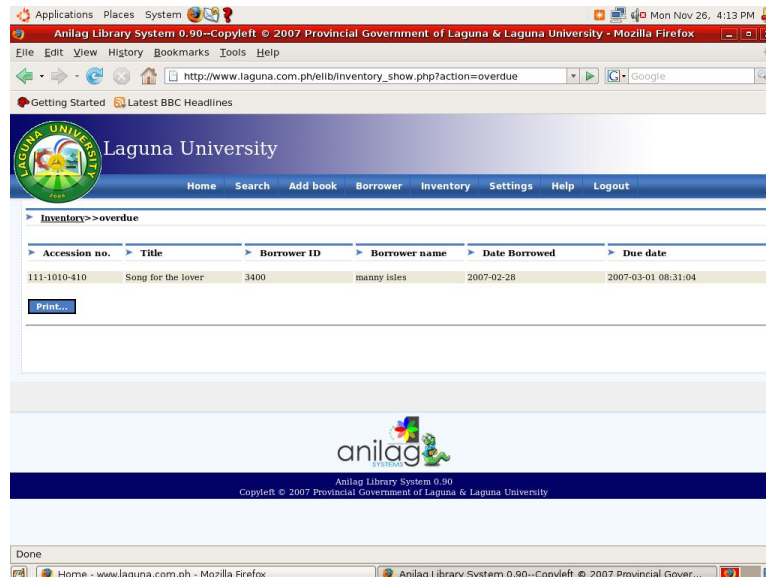 Applications Places System Mon Nov 26, 4:13 PM
Anilag Library System 0.90--Copyleft © 2007 Provincial Government of Laguna & Laguna University - Mozilla Firefox
File Edit View History Bookmarks Tools Help
http://www.laguna.com.ph/elib/inventory_show.php?action=overdue G Google
Getting Started Latest BBC Headlines
LAGUNA UNIVERSITY
2006
Laguna University
Home Search Add book Borrower Inventory Settings Help Logout
Inventory>>overdue
Accession no. Title Borrower ID Borrower name Date Borrowed Due date
111-1010-410 Song for the lover 3400 manny isles 2007-02-28 2007-03-01 08:31:04
Print...
anilag
SYSTEMS
Anilag Library System 0.90
Copyleft © 2007 Provincial Government of Laguna & Laguna University
Done
Home - www.laguna.com.ph - Mozilla Firefox Anilag Library System 0.90--Copyleft © 2007 Provincial Gover...